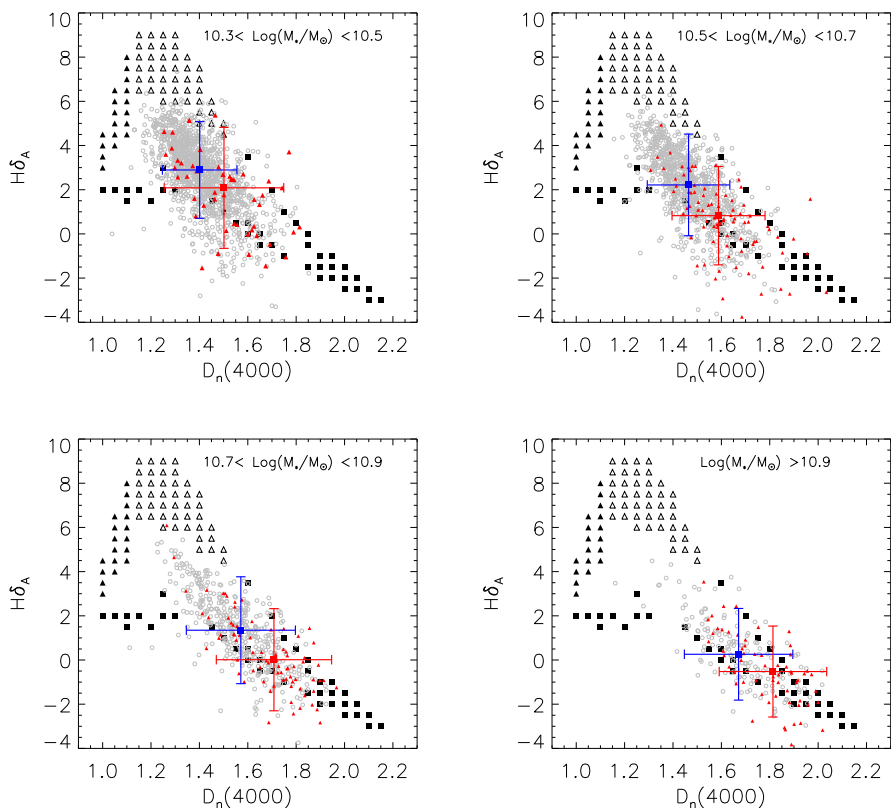 10.3< Log(M*/M☉) <10.5
10
8
6
4
2
0
−2
−4
HδA
1.0 1.2 1.4 1.6 1.8 2.0 2.2
Dn(4000)
10.5< Log(M*/M☉) <10.7
10
8
6
4
2
0
−2
−4
HδA
1.0 1.2 1.4 1.6 1.8 2.0 2.2
Dn(4000)
10.7< Log(M*/M☉) <10.9
10
8
6
4
2
0
−2
−4
HδA
1.0 1.2 1.4 1.6 1.8 2.0 2.2
Dn(4000)
Log(M*/M☉) >10.9
10
8
6
4
2
0
−2
−4
HδA
1.0 1.2 1.4 1.6 1.8 2.0 2.2
Dn(4000)